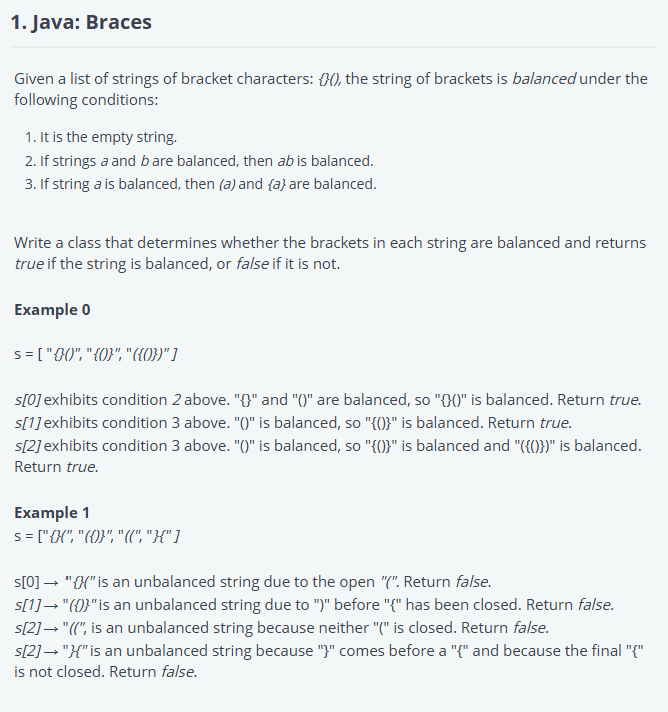 1. Java: Braces
Given a list of strings of bracket characters: {}(), the string of brackets is balanced under the
following conditions:
1. It is the empty string.
2. If strings a and b are balanced, then ab is balanced.
3. If string a is balanced, then (a) and {a} are balanced.
Write a class that determines whether the brackets in each string are balanced and returns
true if the string is balanced, or false if it is not.
Example 0
s = [ "{}()", "{()}", "({()})" ]
s[0] exhibits condition 2 above. "{}" and "()" are balanced, so "{}()" is balanced. Return true.
s[1] exhibits condition 3 above. "()" is balanced, so "{()}" is balanced. Return true.
s[2] exhibits condition 3 above. "()" is balanced, so "{()}" is balanced and "({()})" is balanced.
Return true.
Example 1
s = ["{}(", "({)}", "((", "}{" ]
s[0] → "{}(" is an unbalanced string due to the open "(". Return false.
s[1] → "({)}" is an unbalanced string due to ")" before "{" has been closed. Return false.
s[2] → "((", is an unbalanced string because neither "(" is closed. Return false.
s[2] → "}{" is an unbalanced string because "}" comes before a "{" and because the final "{"
is not closed. Return false.